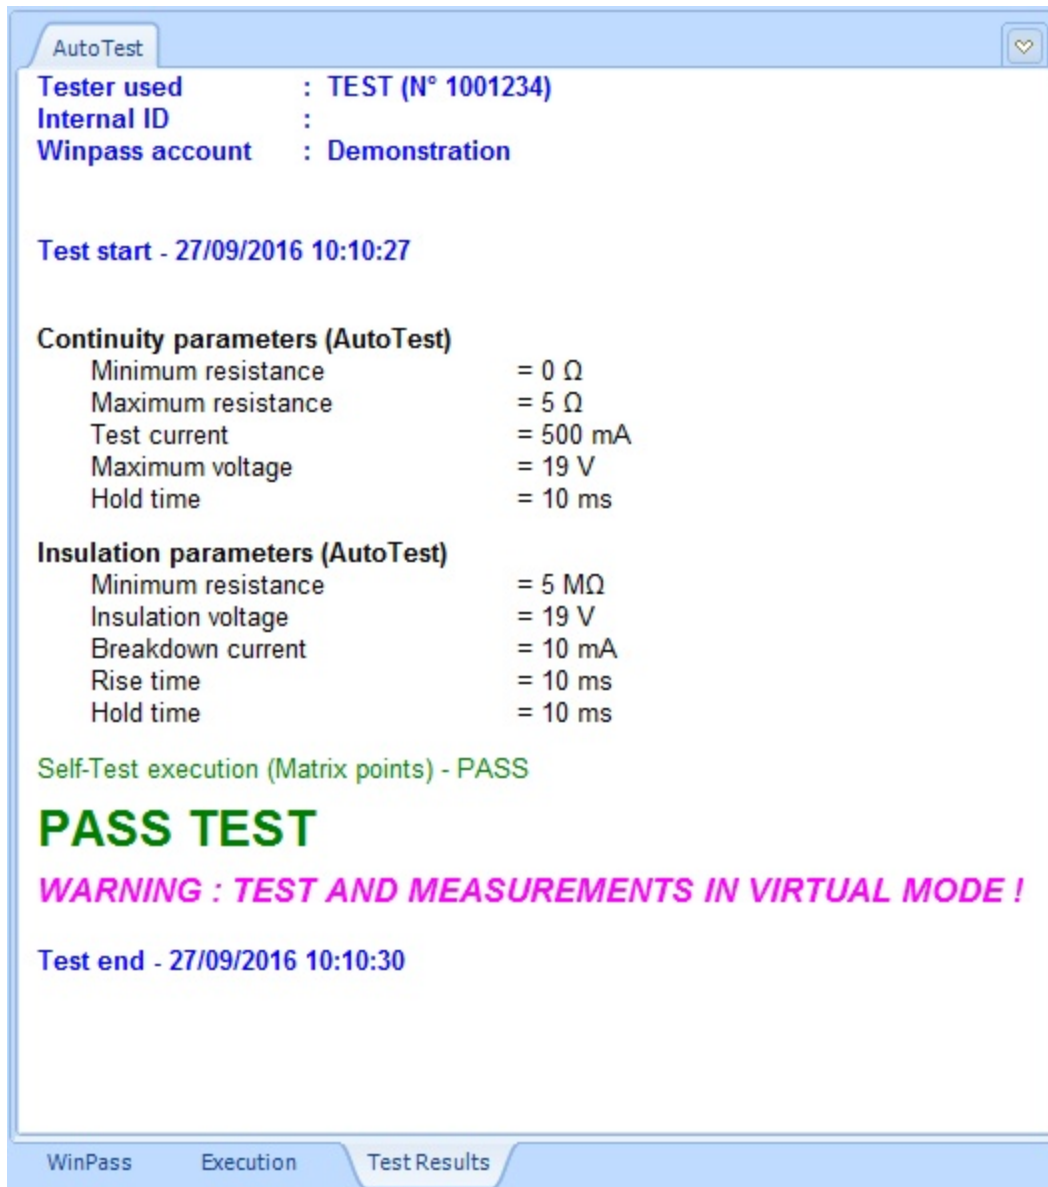 AutoTest
Tester used : TEST (N° 1001234)
Internal ID :
Winpass account : Demonstration
Test start - 27/09/2016 10:10:27
Continuity parameters (AutoTest)
Minimum resistance = 0 Ω
Maximum resistance = 5 Ω
Test current = 500 mA
Maximum voltage = 19 V
Hold time = 10 ms
Insulation parameters (AutoTest)
Minimum resistance = 5 MΩ
Insulation voltage = 19 V
Breakdown current = 10 mA
Rise time = 10 ms
Hold time = 10 ms
Self-Test execution (Matrix points) - PASS
PASS TEST
WARNING : TEST AND MEASUREMENTS IN VIRTUAL MODE !
Test end - 27/09/2016 10:10:30
WinPass Execution Test Results